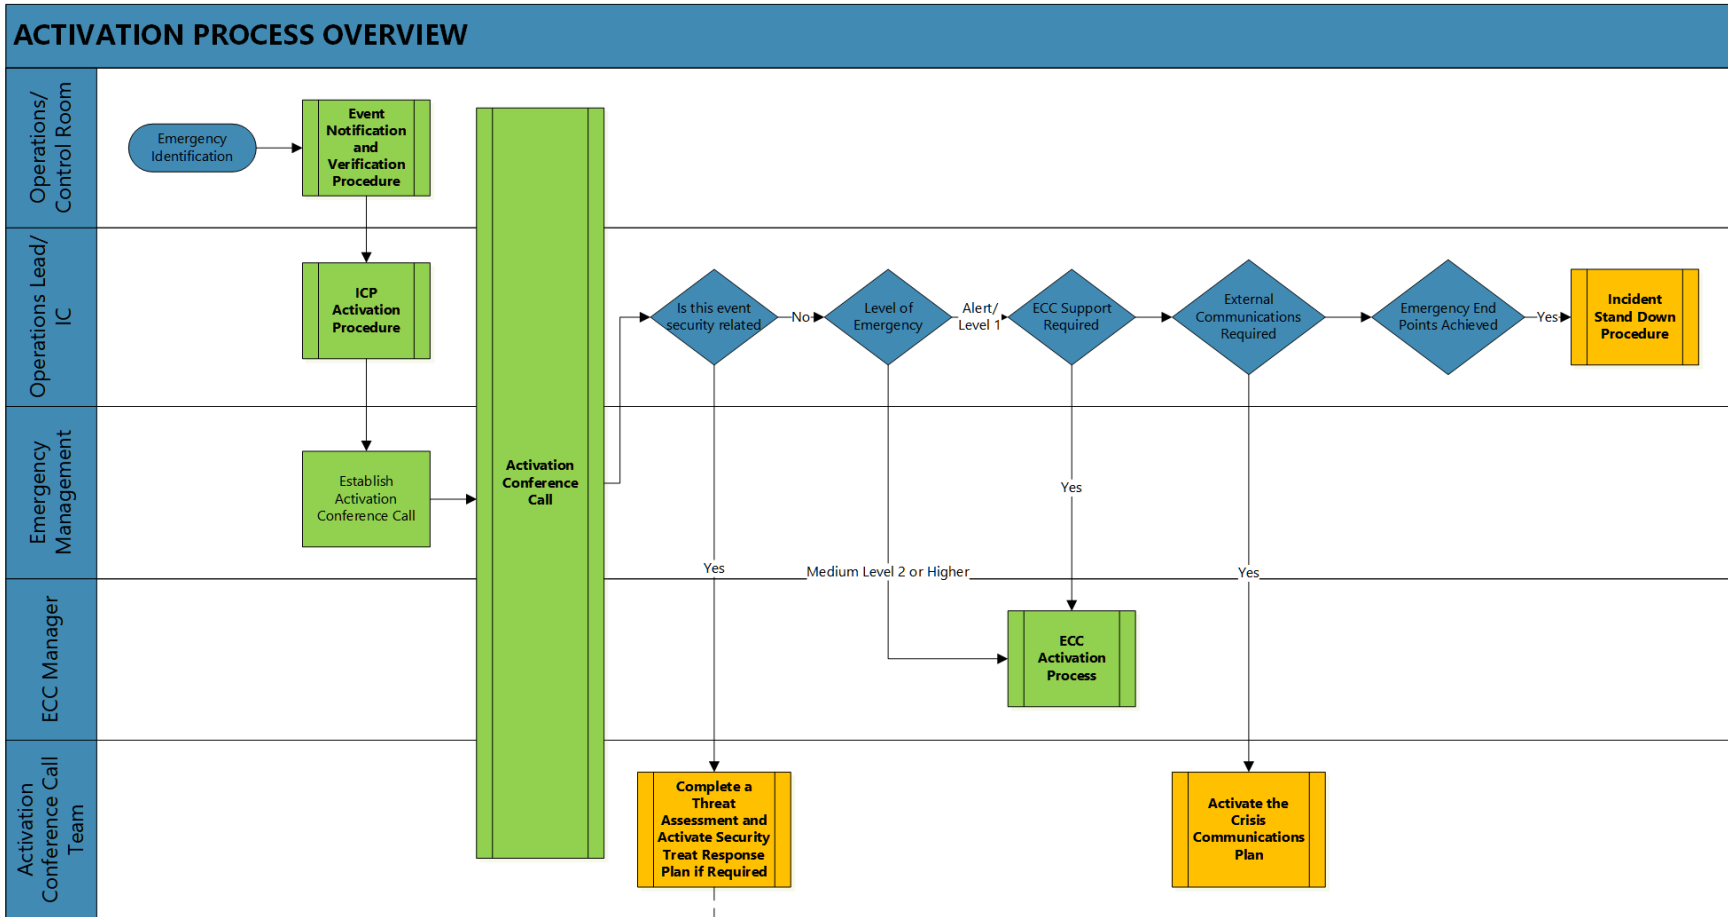 ACTIVATION PROCESS OVERVIEW
Operations/
Control Room
Emergency
Identification
Event
Notification
and
Verification
Procedure
Operations Lead/
IC
ICP
Activation
Procedure
Is this event
security related
No
Level of
Emergency
Alert/
Level 1
ECC Support
Required
External
Communications
Required
Emergency End
Points Achieved
Yes
Incident
Stand Down
Procedure
Emergency
Management
Establish
Activation
Conference Call
Activation
Conference
Call
Yes
Medium Level 2 or Higher
Yes
Yes
ECC Manager
ECC
Activation
Process
Activation
Conference Call
Team
Complete a
Threat
Assessment and
Activate Security
Treat Response
Plan if Required
Activate the
Crisis
Communications
Plan